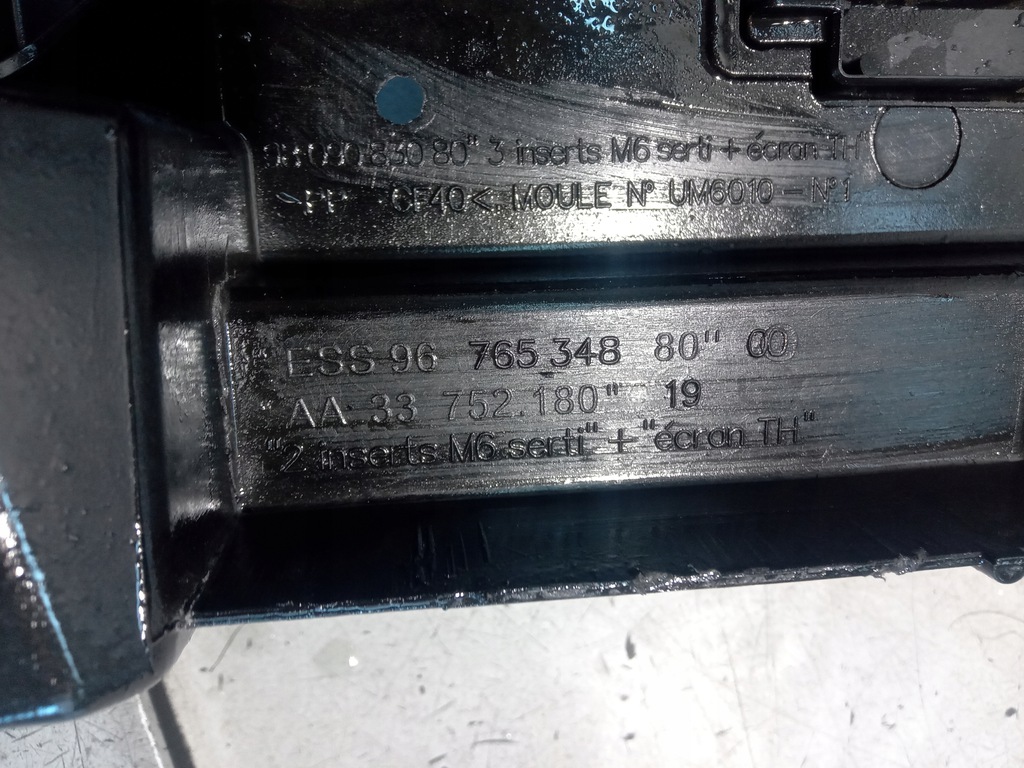 80" 3 inserts M6 serti + écran TH"
GF40<. MOULE N° UM6010 - N°1
"ESS-96 765 348 80" 00
"AA-33 752.180" 19
"2 inserts M6 serti" + "écran TH"